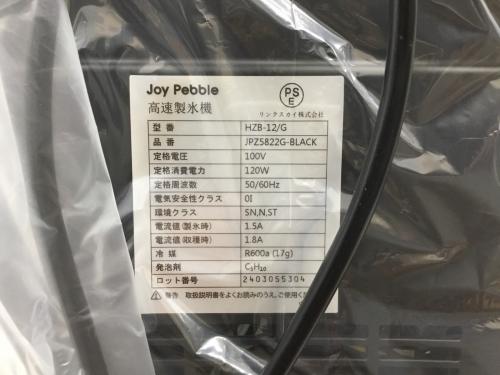 Joy Pebble
高速製氷機
PS
E
リンクスカイ株式会社
型 番 HZB-12/G
品 番 JPZ5822G-BLACK
定格電圧 100V
定格消費電力 120W
定格周波数 50/60Hz
電気安全性クラス 0I
環境クラス SN,N,ST
電流値(製氷時) 1.5A
電流値(収穫時) 1.8A
冷 媒 R600a (17g)
発泡剤 C₅H₁₀
ロット番号 2403055304
警告 取扱説明書をよくお読みのうえ、ご使用くださ